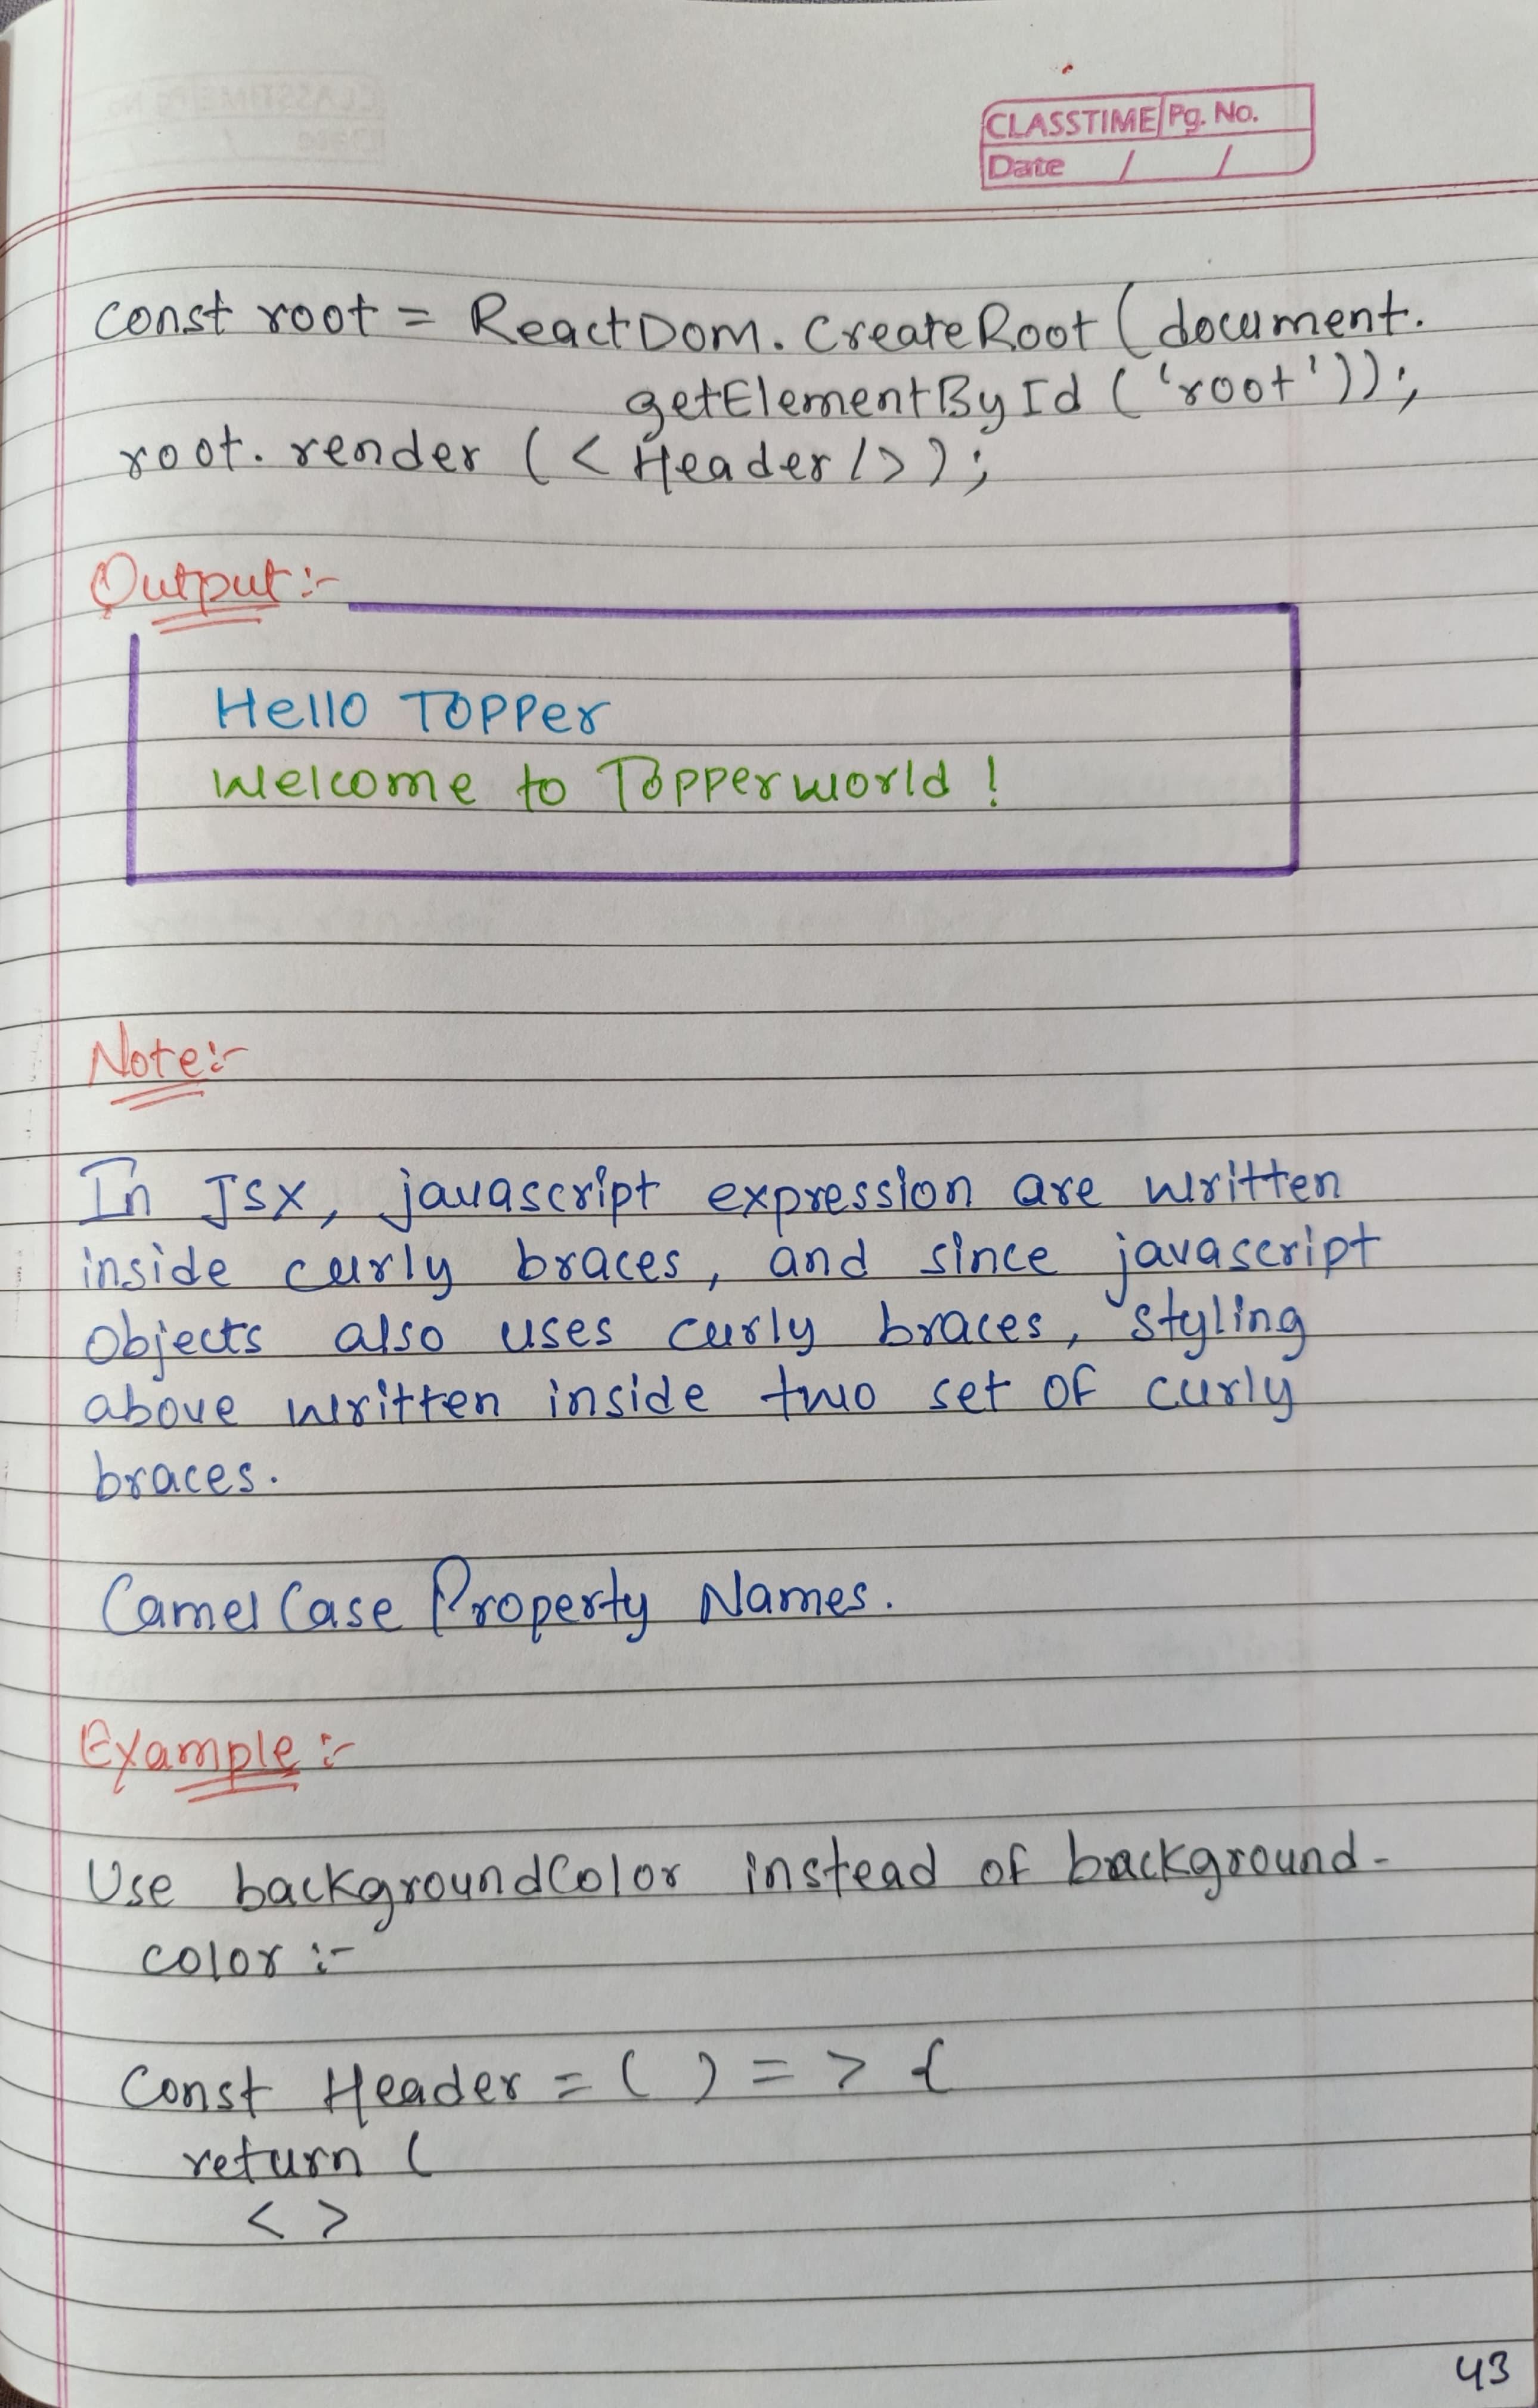 CLASSTIME Pg. No.
Date / /
const root = ReactDom.CreateRoot(document.
getElementById('root'));
root.render(<Header/>);
Output:-
Hello Topper
Welcome to Topperworld!
Note:-
In JSX, javascript expression are written
inside curly braces, and since javascript
objects also uses curly braces, styling
above written inside two set of curly
braces.
Camel Case Property Names.
Example:-
Use backgroundColor instead of background-
color:-
Const Header = ( ) = > {
return (
< >
43